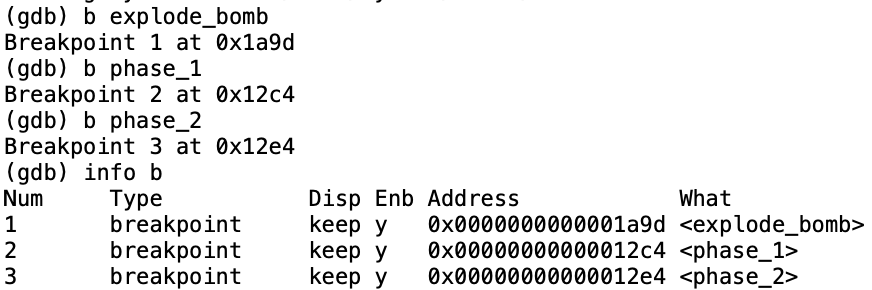 (gdb) b explode_bomb
Breakpoint 1 at 0x1a9d
(gdb) b phase_1
Breakpoint 2 at 0x12c4
(gdb) b phase_2
Breakpoint 3 at 0x12e4
(gdb) info b
Num     Type           Disp Enb Address            What
1       breakpoint     keep y   0x0000000000001a9d <explode_bomb>
2       breakpoint     keep y   0x00000000000012c4 <phase_1>
3       breakpoint     keep y   0x00000000000012e4 <phase_2>